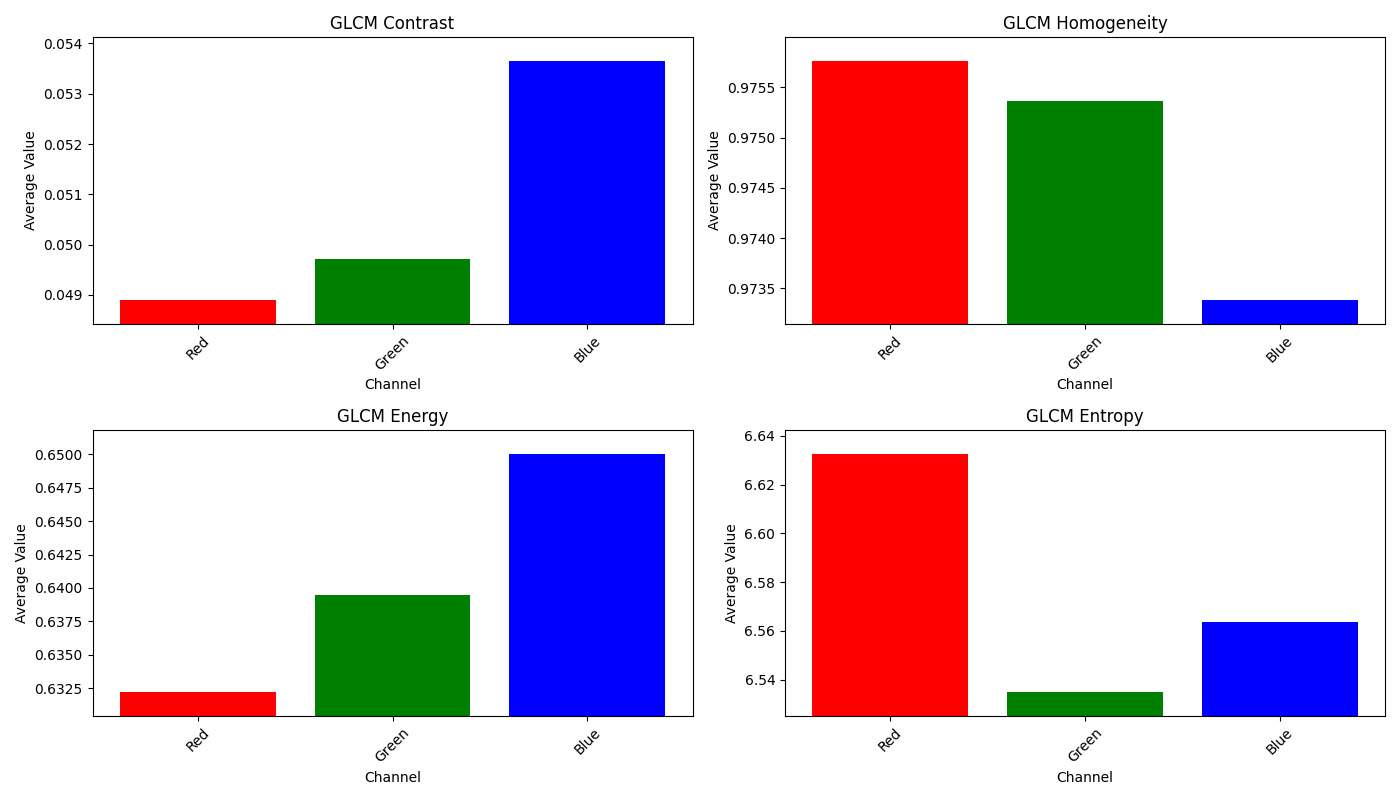 GLCM Contrast
0.054
0.053
0.052
0.051
0.050
0.049
Average Value
Red
Green
Blue
Channel
GLCM Homogeneity
0.9755
0.9750
0.9745
0.9740
0.9735
Average Value
Red
Green
Blue
Channel
GLCM Energy
0.6500
0.6475
0.6450
0.6425
0.6400
0.6375
0.6350
0.6325
Average Value
Red
Green
Blue
Channel
GLCM Entropy
6.64
6.62
6.60
6.58
6.56
6.54
Average Value
Red
Green
Blue
Channel